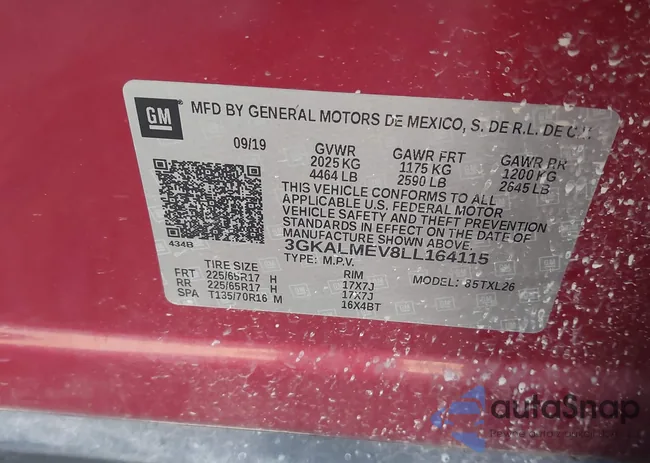 GM
MFD BY GENERAL MOTORS DE MEXICO, S. DE R.L. DE C.V.
09/19 GVWR GAWR FRT GAWR RR
2025 KG 1175 KG 1200 KG
4464 LB 2590 LB 2645 LB
THIS VEHICLE CONFORMS TO ALL
APPLICABLE U.S. FEDERAL MOTOR
VEHICLE SAFETY AND THEFT PREVENTION
STANDARDS IN EFFECT ON THE DATE OF
MANUFACTURE SHOWN ABOVE.
434B
3GKALMEV8LL164115
TYPE: M.P.V. MODEL: 85TXL26
TIRE SIZE RIM
FRT 225/65R17 H 17X7J
RR 225/65R17 H 17X7J
SPA T135/70R16 M 16X4BT
autoSnap